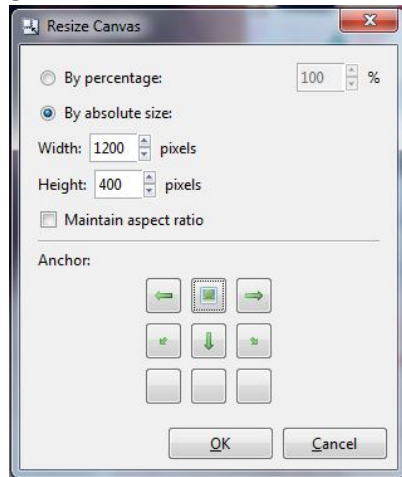 Resize Canvas
By percentage: 100 %
By absolute size:
Width: 1200 pixels
Height: 400 pixels
Maintain aspect ratio
Anchor:
OK Cancel